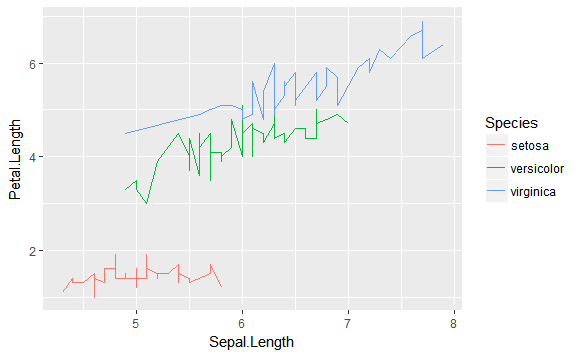 6
4
2
Petal.Length
5
6
7
8
Sepal.Length
Species
setosa
versicolor
virginica